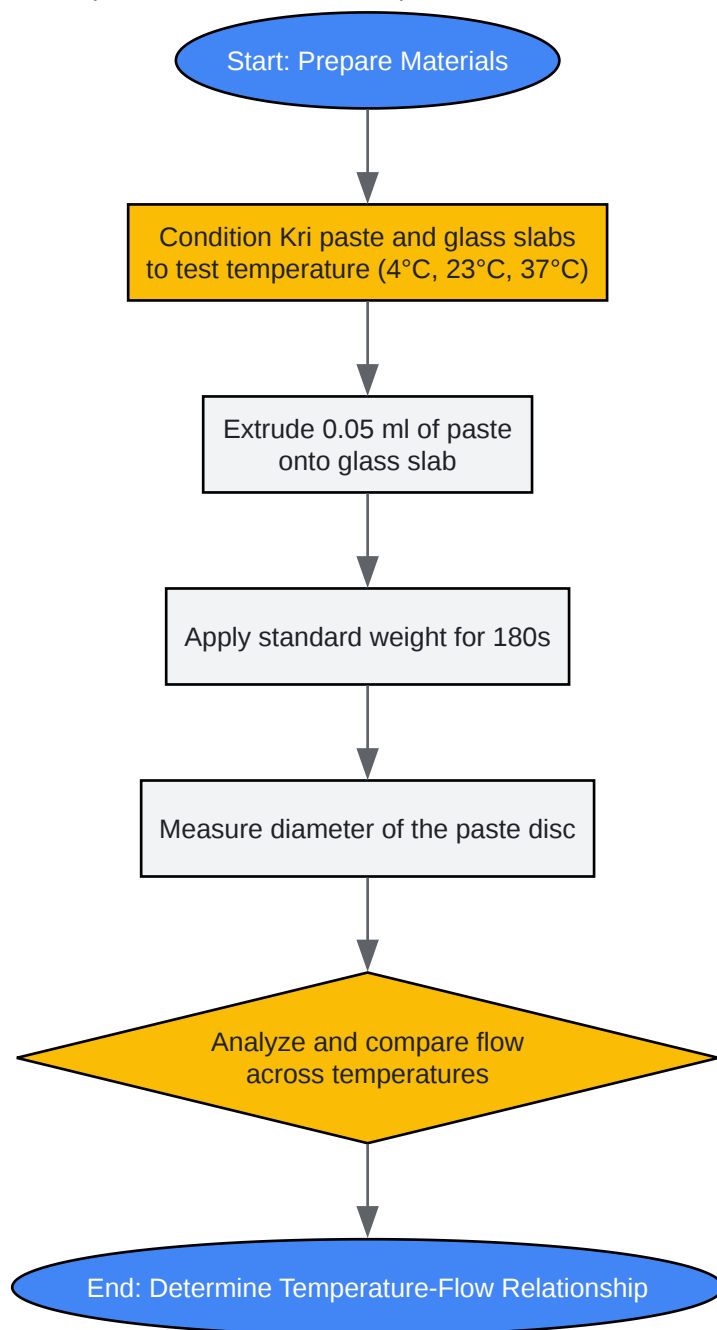 Start: Prepare Materials
Condition Kri paste and glass slabs
to test temperature (4°C, 23°C, 37°C)
Extrude 0.05 ml of paste
onto glass slab
Apply standard weight for 180s
Measure diameter of the paste disc
Analyze and compare flow
across temperatures
End: Determine Temperature-Flow Relationship